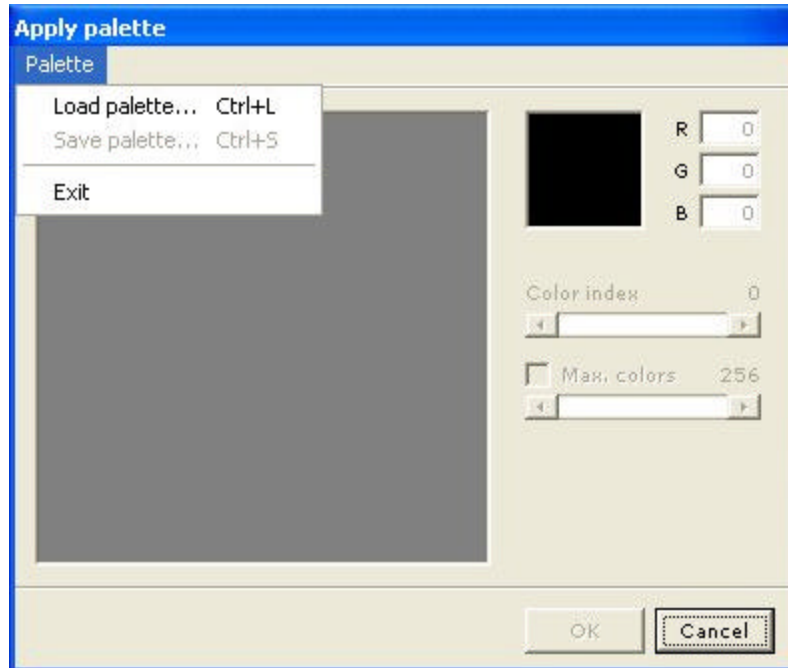 Apply palette
Palette
Load palette... Ctrl+L
Save palette... Ctrl+S
Exit
R 0
G 0
B 0
Color index 0
Max. colors 256
OK Cancel